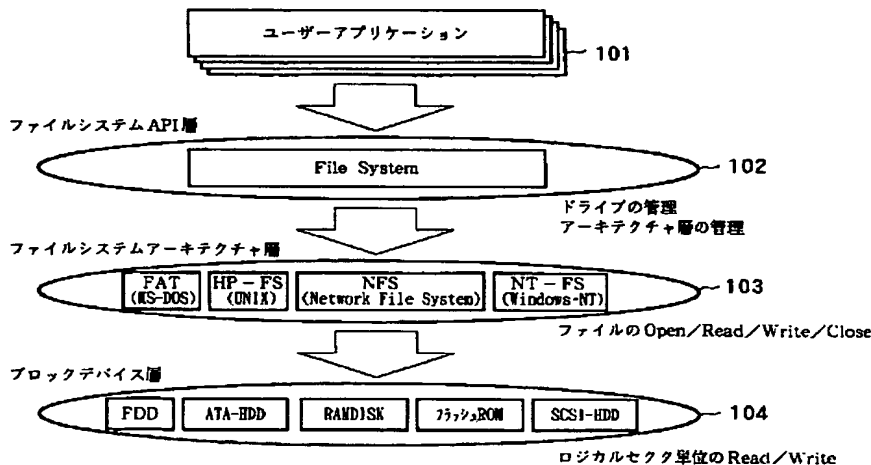 ユーザーアプリケーション
101
ファイルシステムAPI層
File System
102
ドライブの管理
アーキテクチャ層の管理
ファイルシステムアーキテクチャ層
FAT
(MS-DOS)
HP-FS
(UNIX)
NFS
(Network File System)
NT-FS
(Windows-NT)
103
ファイルのOpen/Read/Write/Close
ブロックデバイス層
FDD
ATA-HDD
RAMDISK
フラッシュROM
SCSI-HDD
104
ロジカルセクタ単位のRead/Write